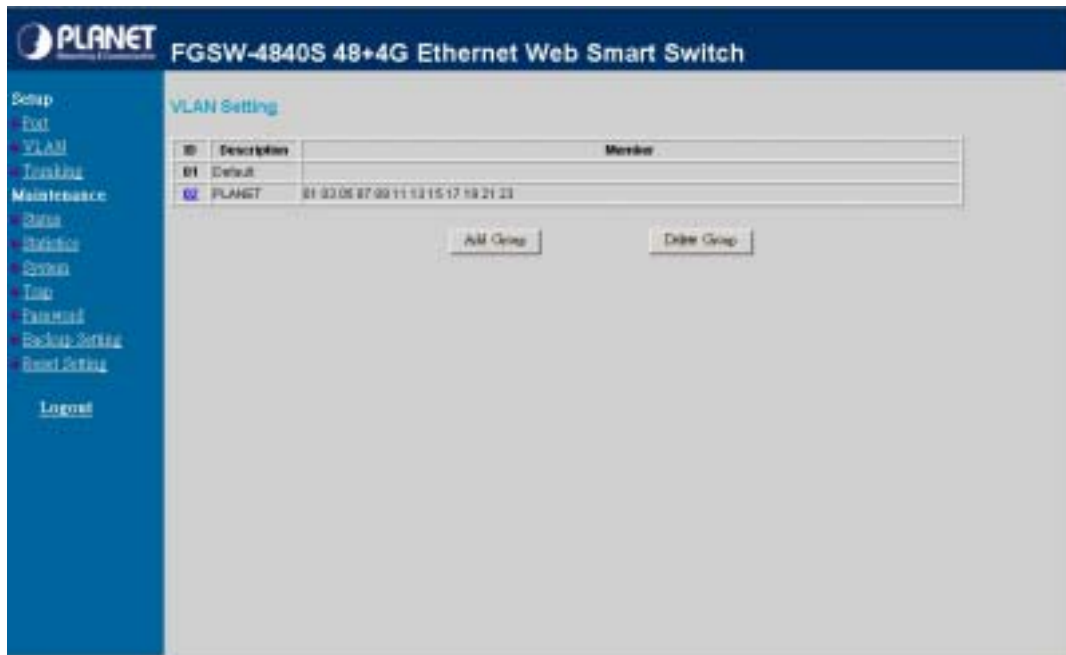 PLANET
FGSW-4840S 48+4G Ethernet Web Smart Switch
Setup
Port
VLAN
Trunking
Maintenance
Status
Statistics
System
Trap
Password
Backup Setting
Reset Setting
Logout
VLAN Setting
ID Description Member
01 Default
02 PLANET 01 03 05 07 09 11 13 15 17 19 21 23
Add Group Delete Group